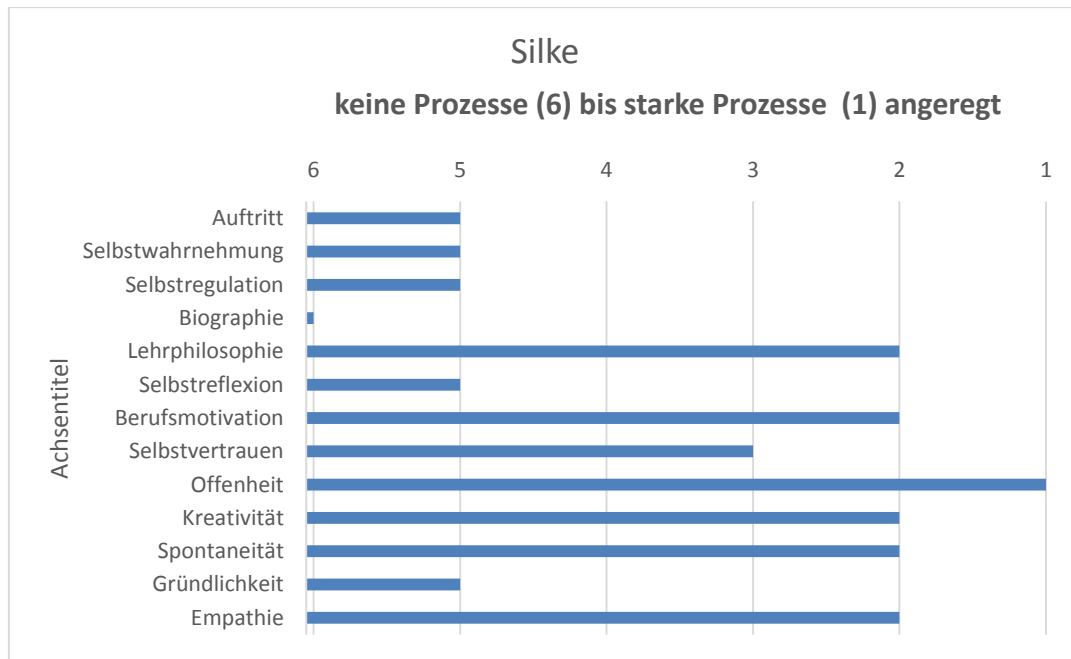 Silke
keine Prozesse (6) bis starke Prozesse (1) angeregt
6 5 4 3 2 1
Auftritt
Selbstwahrnehmung
Selbstregulation
Biographie
Lehrphilosophie
Selbstreflexion
Berufsmotivation
Selbstvertrauen
Offenheit
Kreativität
Spontaneität
Gründlichkeit
Empathie
Achsentitel